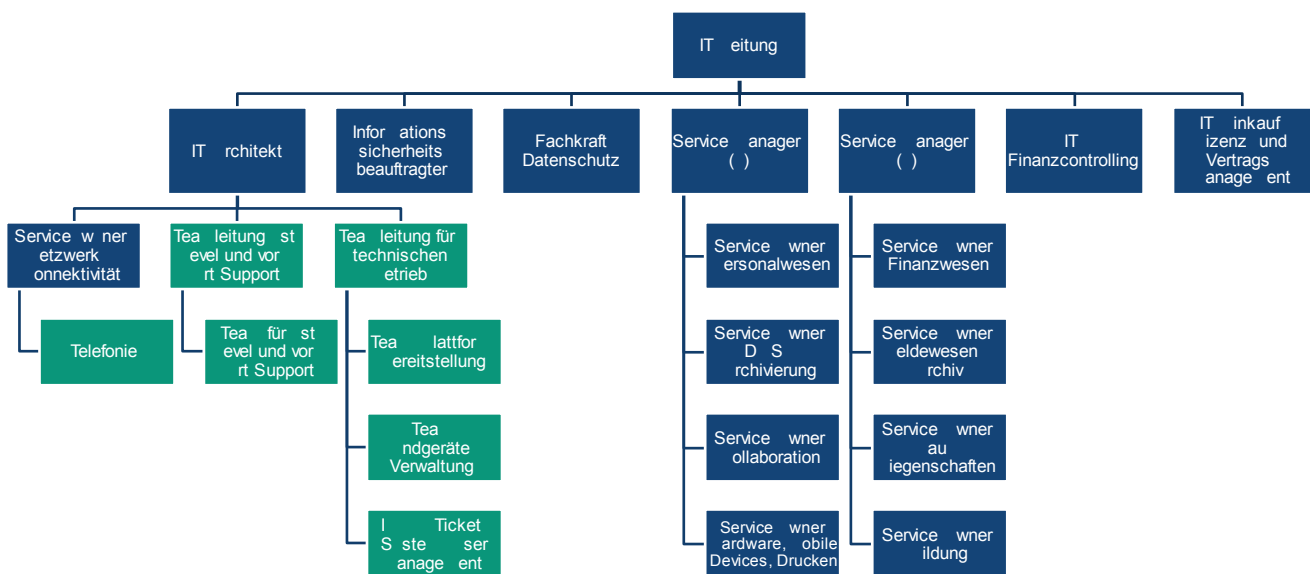 IT eitung
IT rchitekt
Infor ations
sicherheits
beauftragter
Fachkraft
Datenschutz
Service anager
( )
Service anager
( )
IT
Finanzcontrolling
IT inkauf
izenz und
Vertrags
anage ent
Service w ner
etzwerk
onnektivität
Tea leitung st
evel und vor
rt Support
Tea leitung für
technischen
etrieb
Service wner
ersonalwesen
Service wner
Finanzwesen
Telefonie
Tea für st
evel und vor
rt Support
Tea lattfor
ereitstellung
Service wner
D S
rchivierung
Service wner
eldewesen
rchiv
Tea
ndgeräte
Verwaltung
Service wner
ollaboration
Service wner
au
iegenschaften
I Ticket
S ste ser
anage ent
Service wner
ardware, obile
Devices, Drucken
Service wner
ildung